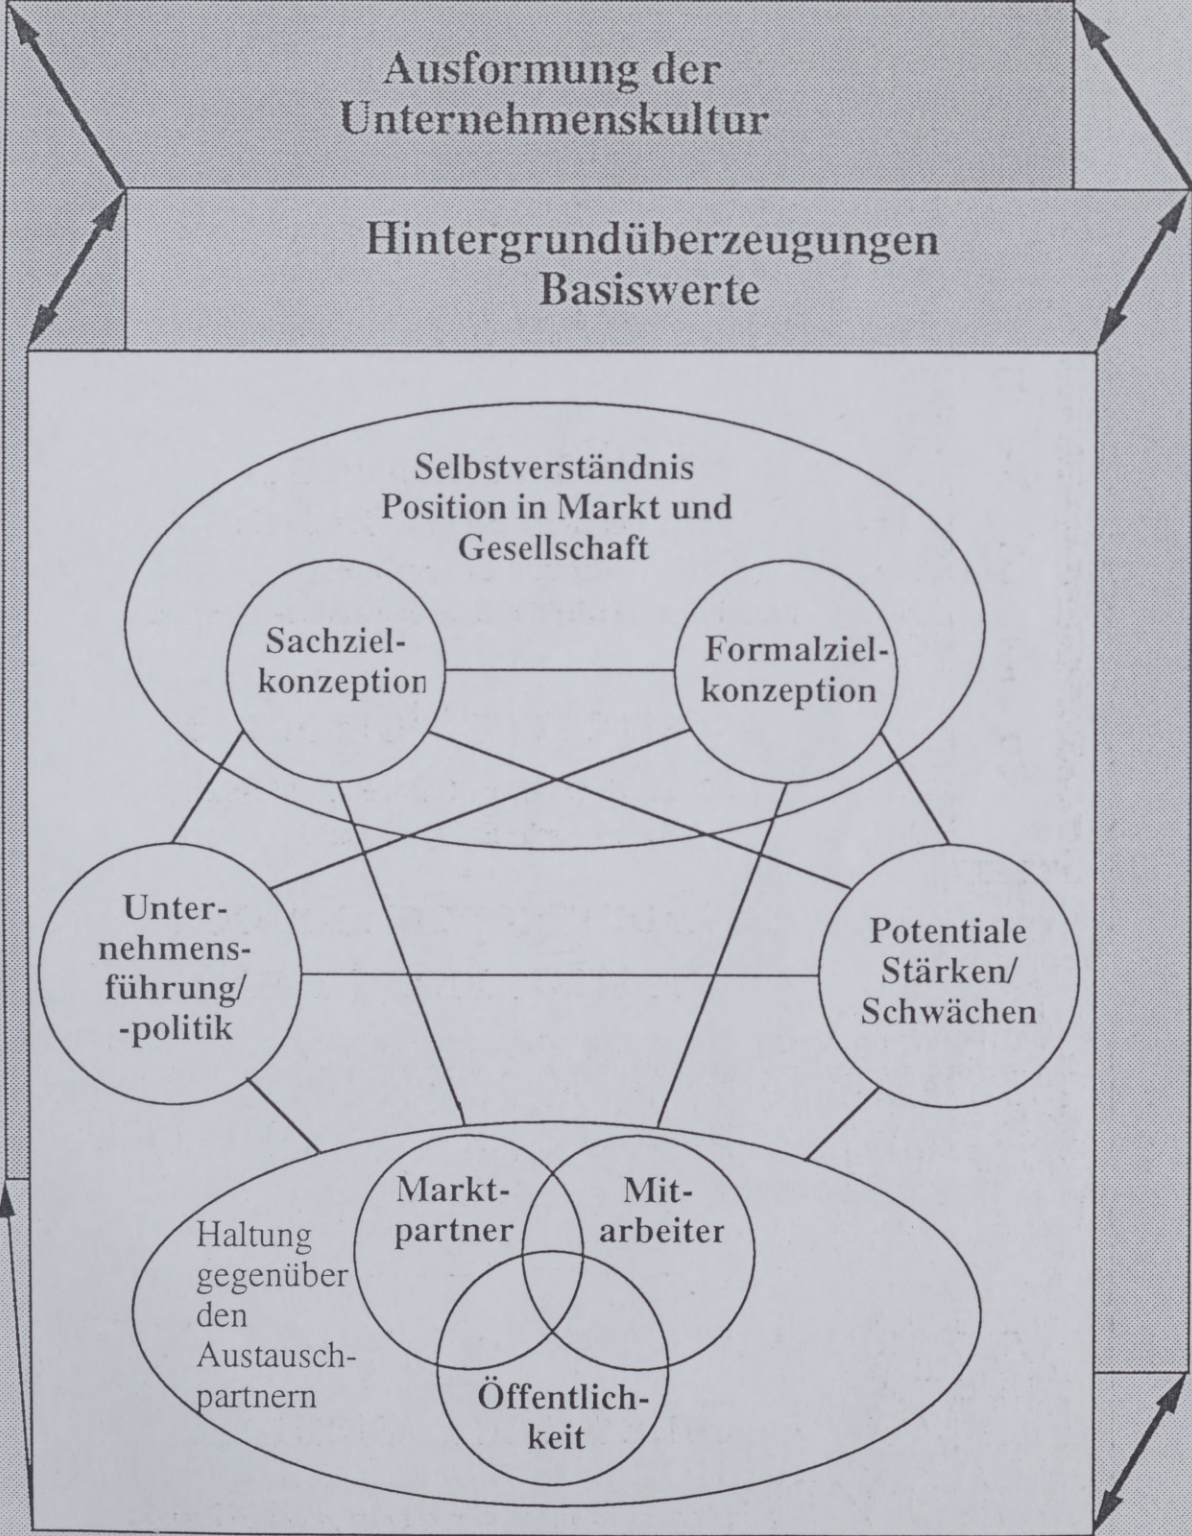 Ausformung der
Unternehmenskultur
Hintergrundüberzeugungen
Basiswerte
Selbstverständnis
Position in Markt und
Gesellschaft
Sachziel-
konzeption
Formalziel-
konzeption
Unter-
nehmens-
führung/
-politik
Potentiale
Stärken/
Schwächen
Haltung
gegenüber
den
Austausch-
partnern
Markt-
partner
Mit-
arbeiter
Öffentlich-
keit